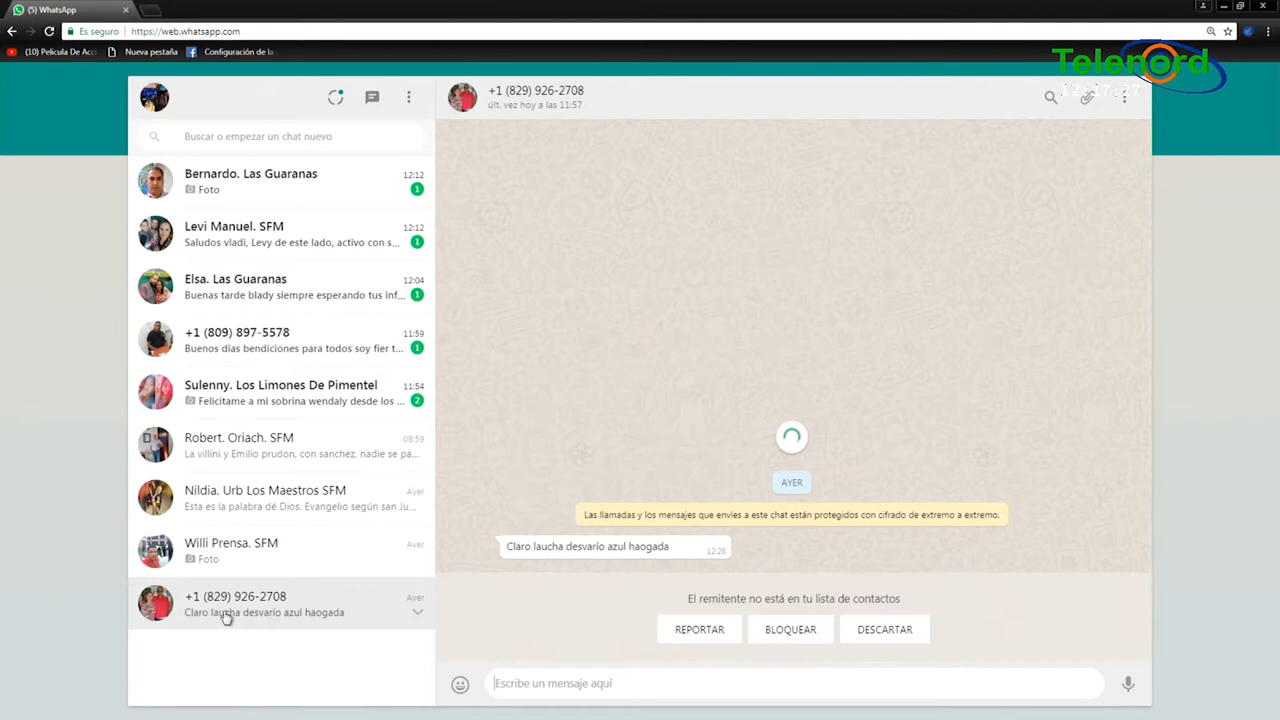 (5) WhatsApp
Es seguro
https://web.whatsapp.com
(10) Pelicula De Acci
Nueva pestaña
Configuración de la
Telenord
12:17:27
Buscar o empezar un chat nuevo
Bernardo. Las Guaranas
12:12
Foto
1
Levi Manuel. SFM
12:12
Saludos vladi, Levy de este lado, activo con s...
1
Elsa. Las Guaranas
12:04
Buenas tarde blady siempre esperando tus inf...
1
+1 (809) 897-5578
11:59
Buenos dias bendiciones para todos soy fier t...
1
Sulenny. Los Limones De Pimentel
11:54
Felicitame a mi sobrina wendaly desde los ...
2
Robert. Oriach. SFM
08:59
La villini y Emilio prudon, con sanchez, nadie se pa...
Nildia. Urb Los Maestros SFM
Ayer
Esta es la palabra dé Dios. Evangelio según san Ju...
Willi Prensa. SFM
Ayer
Foto
+1 (829) 926-2708
Ayer
Claro laucha desvarío azul haogada
+1 (829) 926-2708
últ. vez hoy a las 11:57
AYER
Las llamadas y los mensajes que envíes a este chat están protegidos con cifrado de extremo a extremo.
Claro laucha desvarío azul haogada
12:26
El remitente no está en tu lista de contactos
REPORTAR
BLOQUEAR
DESCARTAR
Escribe un mensaje aquí